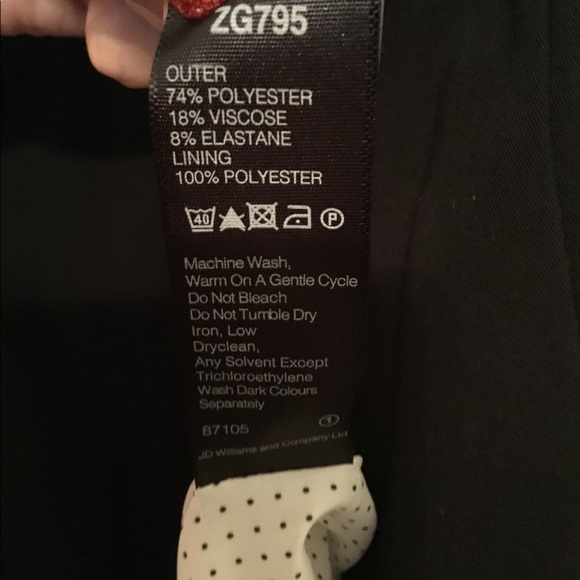 ZG795
OUTER
74% POLYESTER
18% VISCOSE
8% ELASTANE
LINING
100% POLYESTER
40 P
Machine Wash,
Warm On A Gentle Cycle
Do Not Bleach
Do Not Tumble Dry
Iron, Low
Dryclean,
Any Solvent Except
Trichloroethylene
Wash Dark Colours
Separately
87105 1
JD Williams and Company Ltd